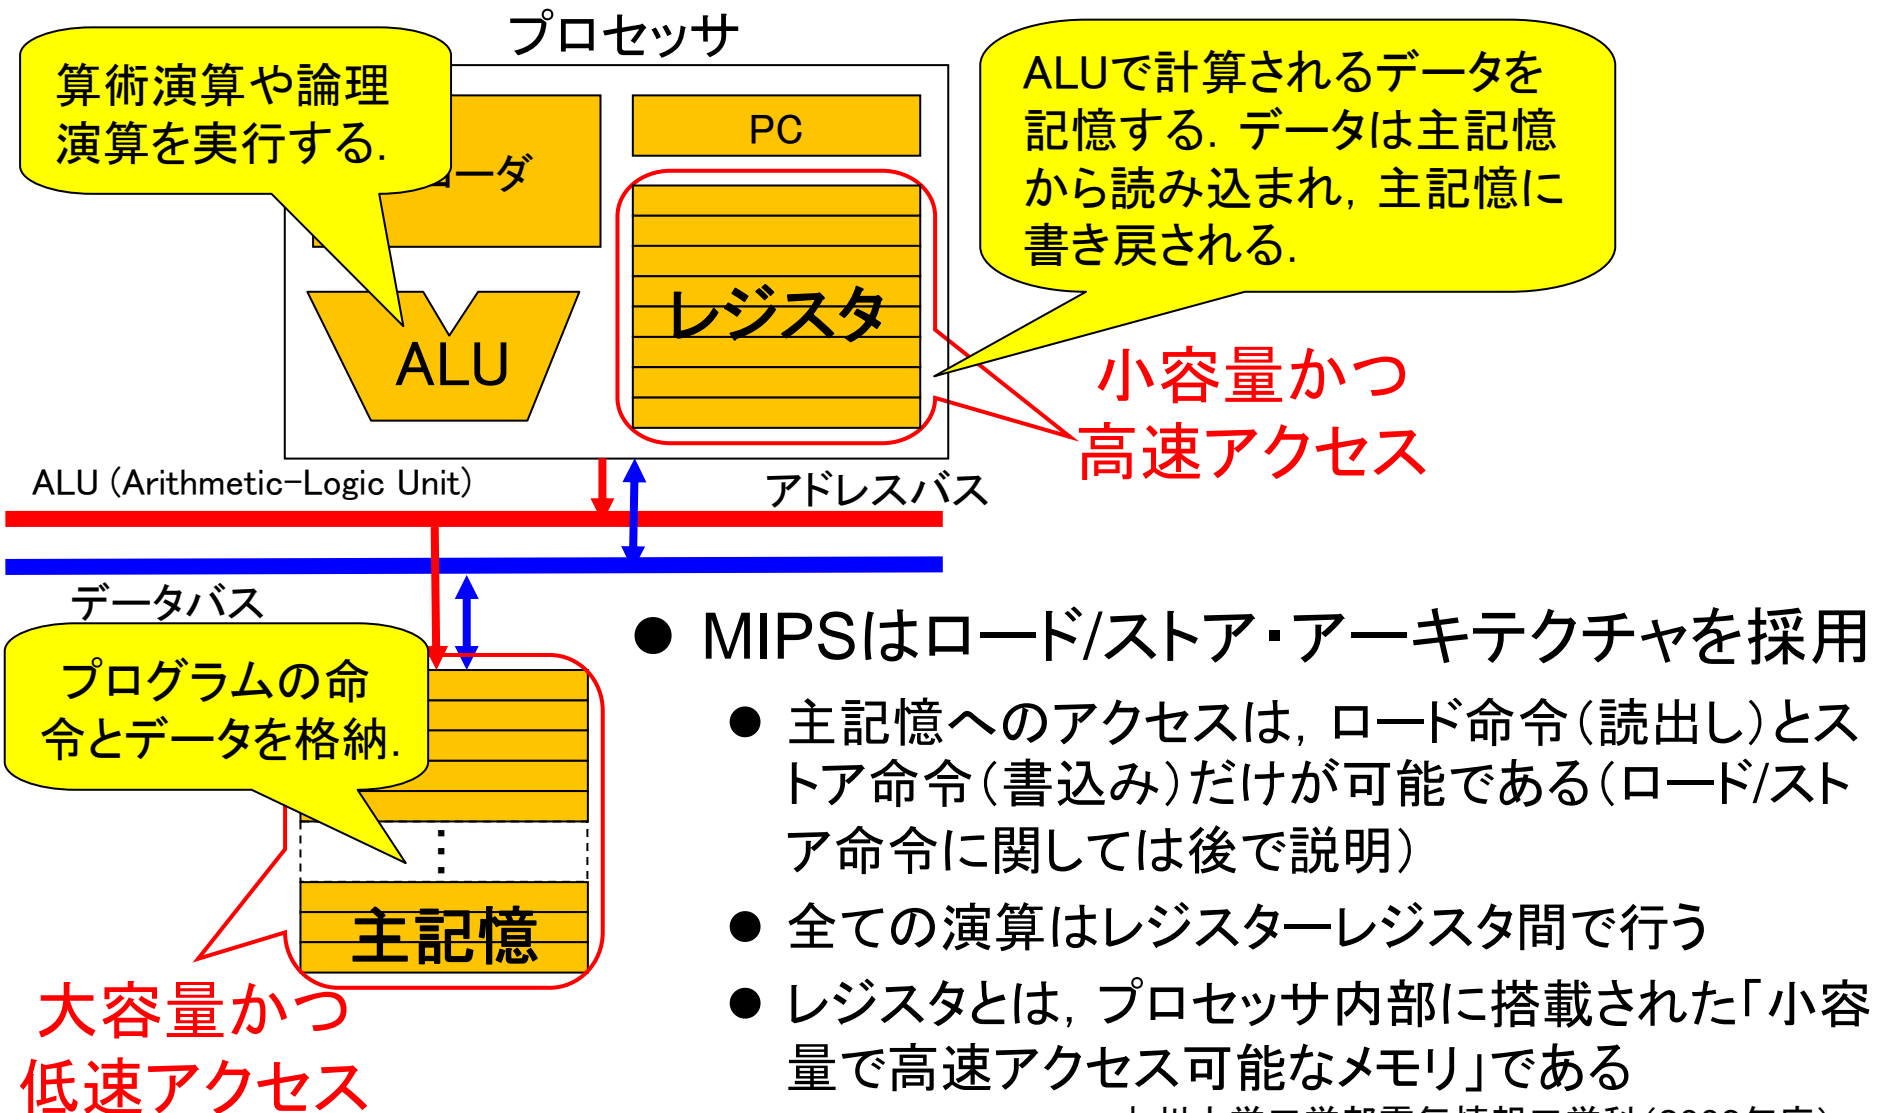 プロセッサ
算術演算や論理
演算を実行する.
ーダ
PC
ALUで計算されるデータを
記憶する. データは主記憶
から読み込まれ, 主記憶に
書き戻される.
レジスタ
ALU
小容量かつ
高速アクセス
ALU (Arithmetic-Logic Unit)
アドレスバス
データバス
プログラムの命
令とデータを格納.
⋮
主記憶
大容量かつ
低速アクセス
● MIPSはロード/ストア・アーキテクチャを採用
● 主記憶へのアクセスは, ロード命令(読出し)とス
トア命令(書込み)だけが可能である(ロード/スト
ア命令に関しては後で説明)
● 全ての演算はレジスターレジスタ間で行う
● レジスタとは, プロセッサ内部に搭載された「小容
量で高速アクセス可能なメモリ」である